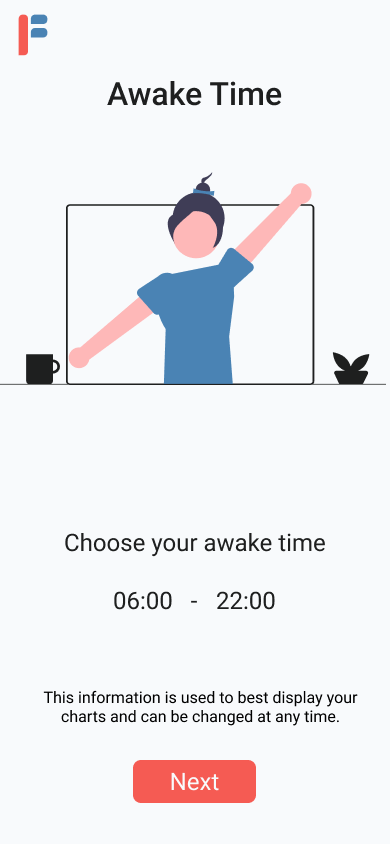 Awake Time
Choose your awake time
06:00 - 22:00
This information is used to best display your
charts and can be changed at any time.
Next